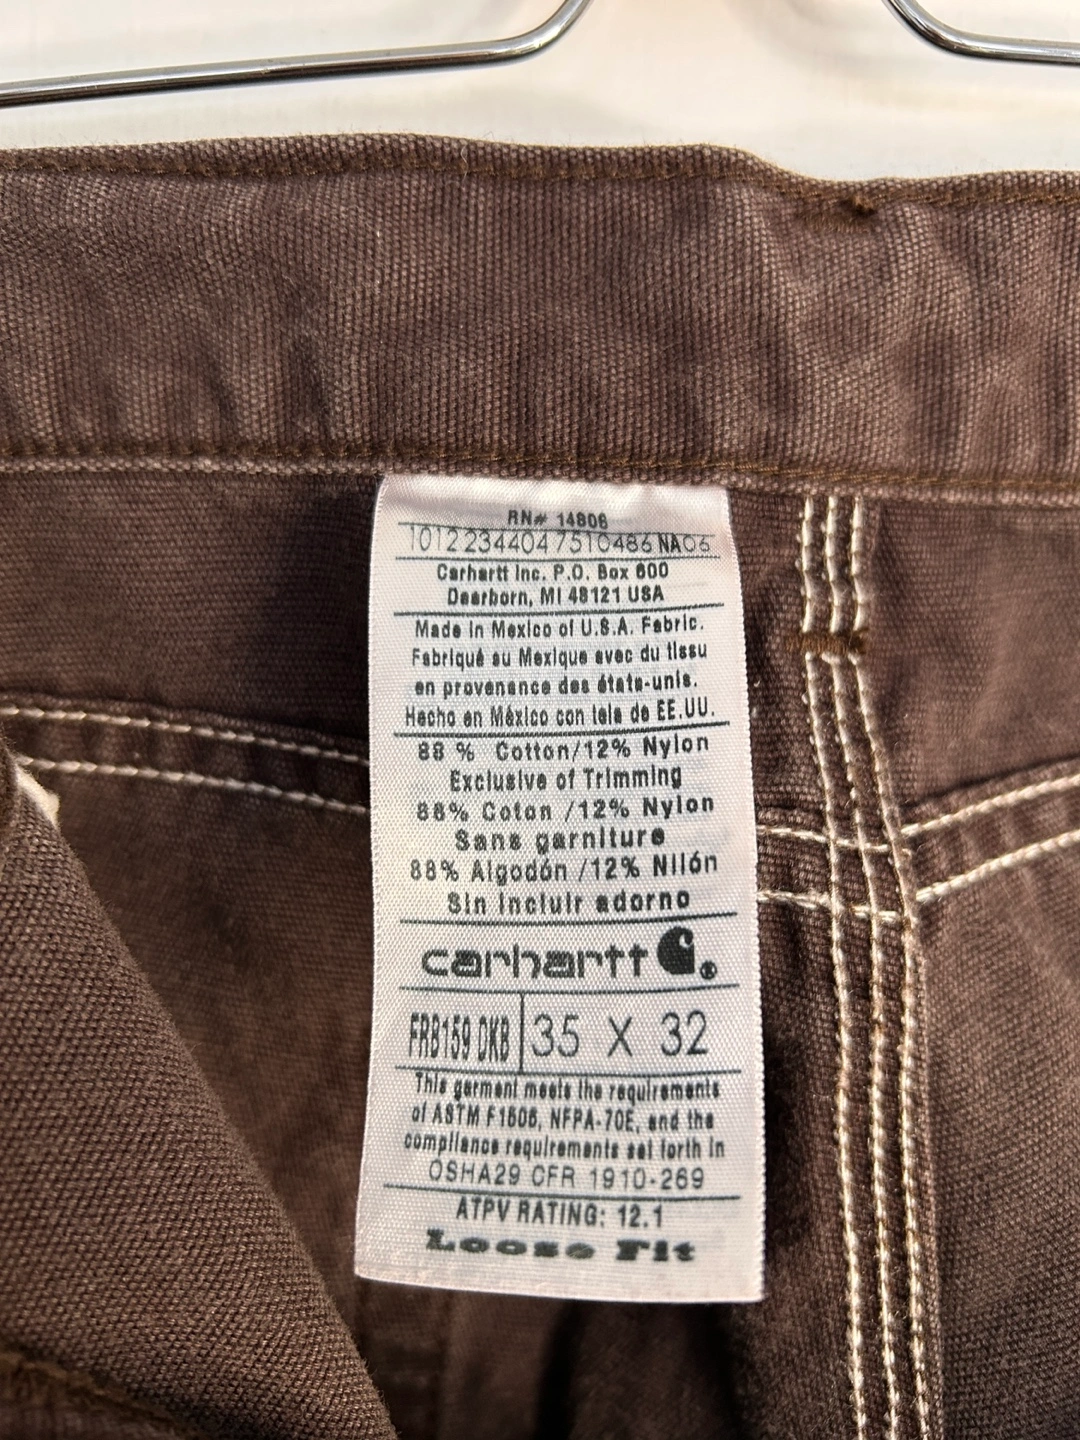 RN# 14806
1012 234404 7510486 NA06
Carhartt Inc. P.O. Box 600
Dearborn, MI 48121 USA
Made in Mexico of U.S.A. Fabric.
Fabriqué au Mexique avec du tissu
en provenance des états-unis.
Hecho en México con tela de EE.UU.
88 % Cotton/12% Nylon
Exclusive of Trimming
88% Coton /12% Nylon
Sans garniture
88% Algodón /12% Nilón
Sin incluir adorno
carhartt ®
FRB159 DKB 35 X 32
This garment meets the requirements
of ASTM F1506, NFPA-70E, and the
compliance requirements set forth in
OSHA29 CFR 1910-269
ATPV RATING: 12.1
Loose Fit